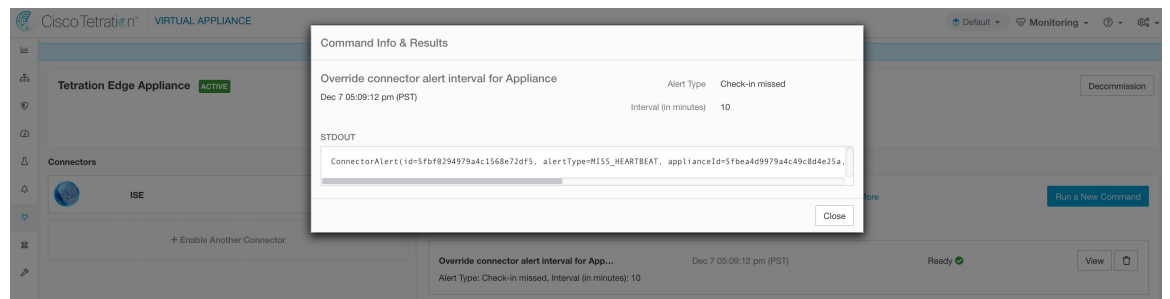 Cisco Tetration™ VIRTUAL APPLIANCE
Default
Monitoring
Command Info & Results
Override connector alert interval for Appliance
Dec 7 05:09:12 pm (PST)
Alert Type Check-in missed
Interval (in minutes) 10
STDOUT
ConnectorAlert(id=5fbf0294979a4c1568e72df5, alertType=MISS_HEARTBEAT, applianceId=5fbea4d9979a4c49c8d4e25a,
Close
Tetration Edge Appliance ACTIVE
Decommission
Connectors
ISE
+ Enable Another Connector
More
Run a New Command
Override connector alert interval for App... Dec 7 05:09:12 pm (PST) Ready View
Alert Type: Check-in missed, Interval (in minutes): 10